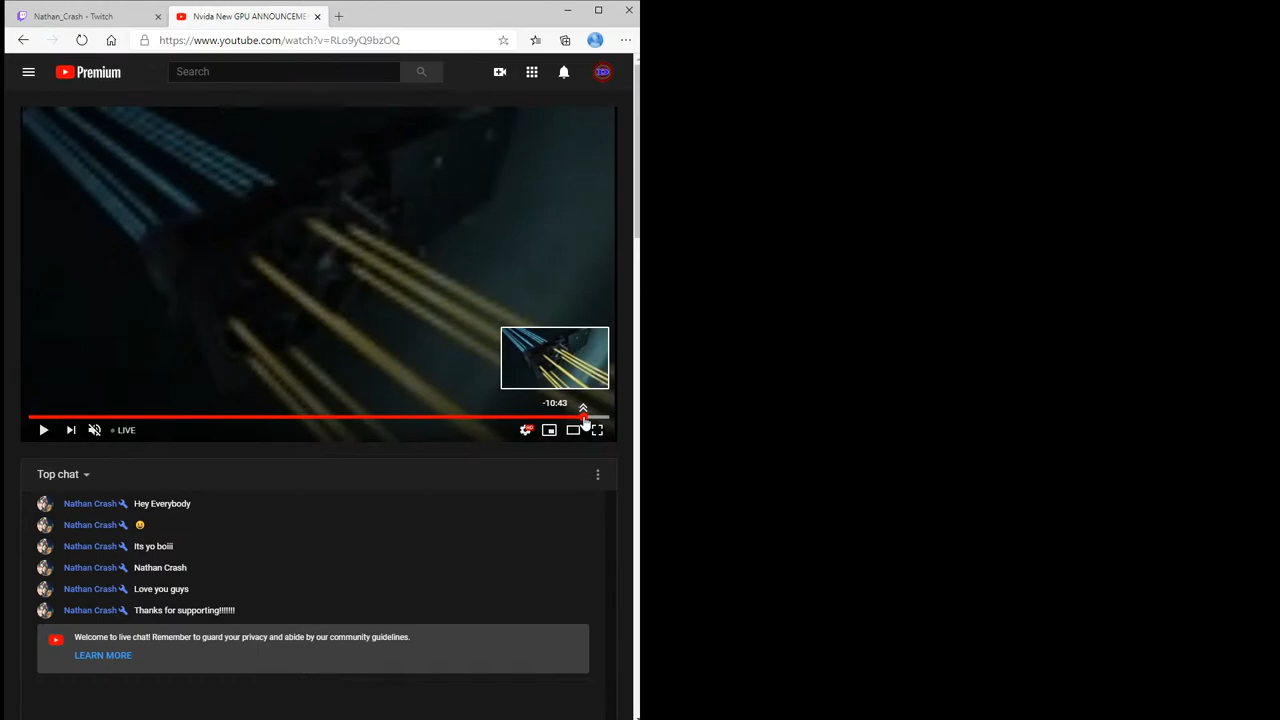 Nathan_Crash - Twitch
Nvida New GPU ANNOUNCEME
https://www.youtube.com/watch?v=RLo9yQ9bzOQ
Premium
Search
-10:43
HD
LIVE
Top chat
Nathan Crash Hey Everybody
Nathan Crash
Nathan Crash Its yo boiii
Nathan Crash Nathan Crash
Nathan Crash Love you guys
Nathan Crash Thanks for supporting!!!!!!!
Welcome to live chat! Remember to guard your privacy and abide by our community guidelines.
LEARN MORE